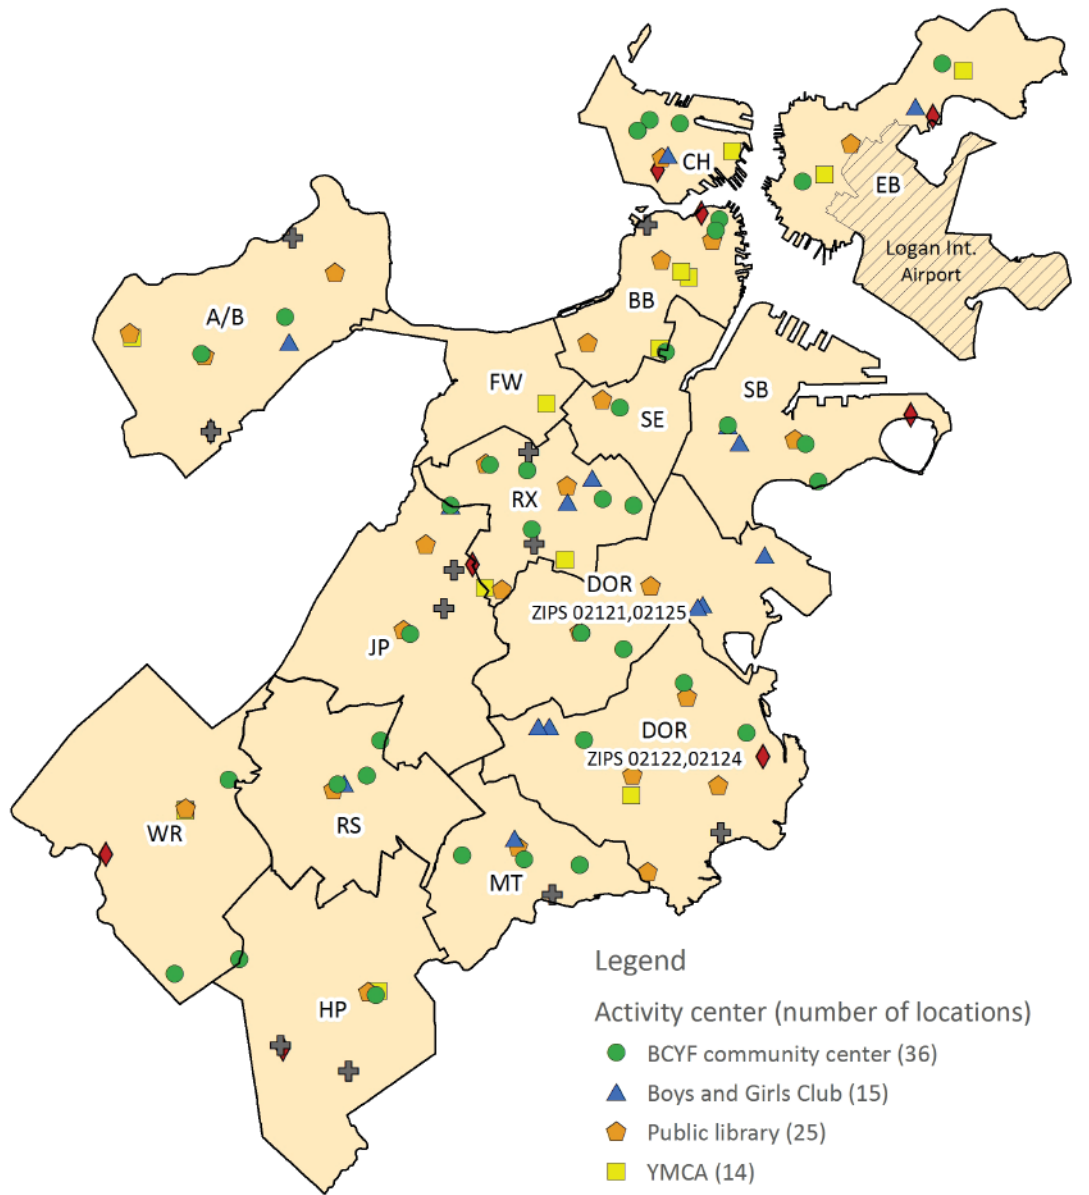 CH
EB
Logan Int.
Airport
A/B
BB
FW
SE
SB
RX
DOR
ZIPS 02121,02125
JP
DOR
ZIPS 02122,02124
WR
RS
MT
HP
Legend
Activity center (number of locations)
BCYF community center (36)
Boys and Girls Club (15)
Public library (25)
YMCA (14)